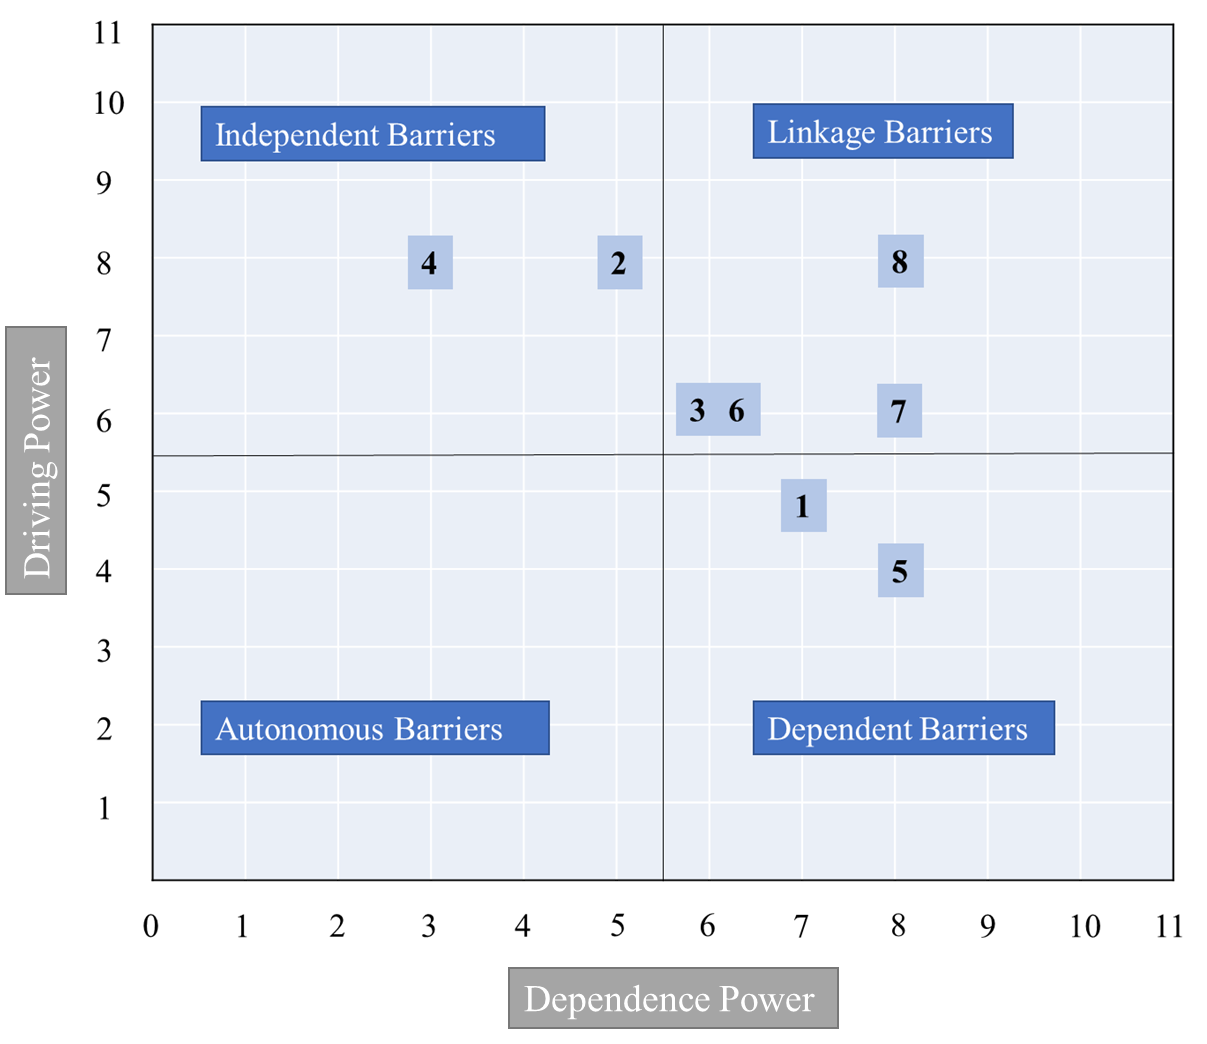 11
10
Independent Barriers
Linkage Barriers
9
8
4
2
8
7
6
3 6
7
Driving Power
5
1
4
5
3
2
Autonomous Barriers
Dependent Barriers
1
0 1 2 3 4 5 6 7 8 9 10 11
Dependence Power